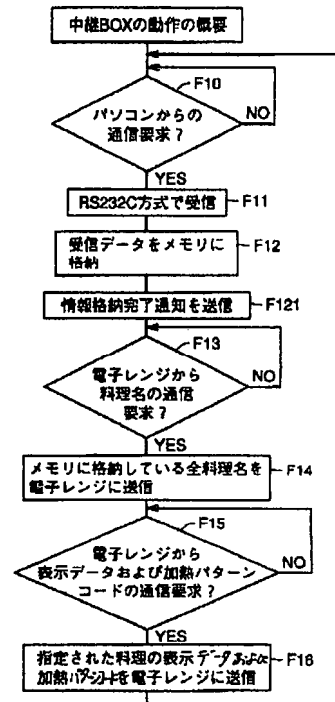 中継BOXの動作の概要
F10
パソコンからの
通信要求？
NO
YES
RS232C方式で受信
F11
受信データをメモリに
格納
F12
情報格納完了通知を送信
F121
F13
電子レンジから
料理名の通信
要求？
NO
YES
メモリに格納している全料理名を
電子レンジに送信
F14
F15
電子レンジから
表示データおよび加熱パターン
コードの通信要求？
NO
YES
指定された料理の表示データおよび
加熱パターンコードを電子レンジに送信
F16